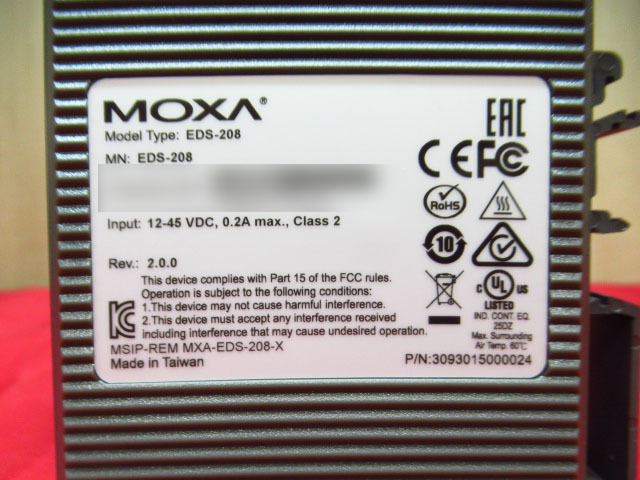 MOXA®
Model Type: EDS-208
MN: EDS-208
Input: 12-45 VDC, 0.2A max., Class 2
Rev.: 2.0.0
This device complies with Part 15 of the FCC rules.
Operation is subject to the following conditions:
1.This device may not cause harmful interference.
2.This device must accept any interference received
including interference that may cause undesired operation.
MSIP-REM MXA-EDS-208-X
Made in Taiwan
EAC
CE FC
RoHS
10
C UL US
LISTED
IND. CONT. EQ.
25DZ
Max. Surrounding
Air Temp. 60°C
P/N:3093015000024